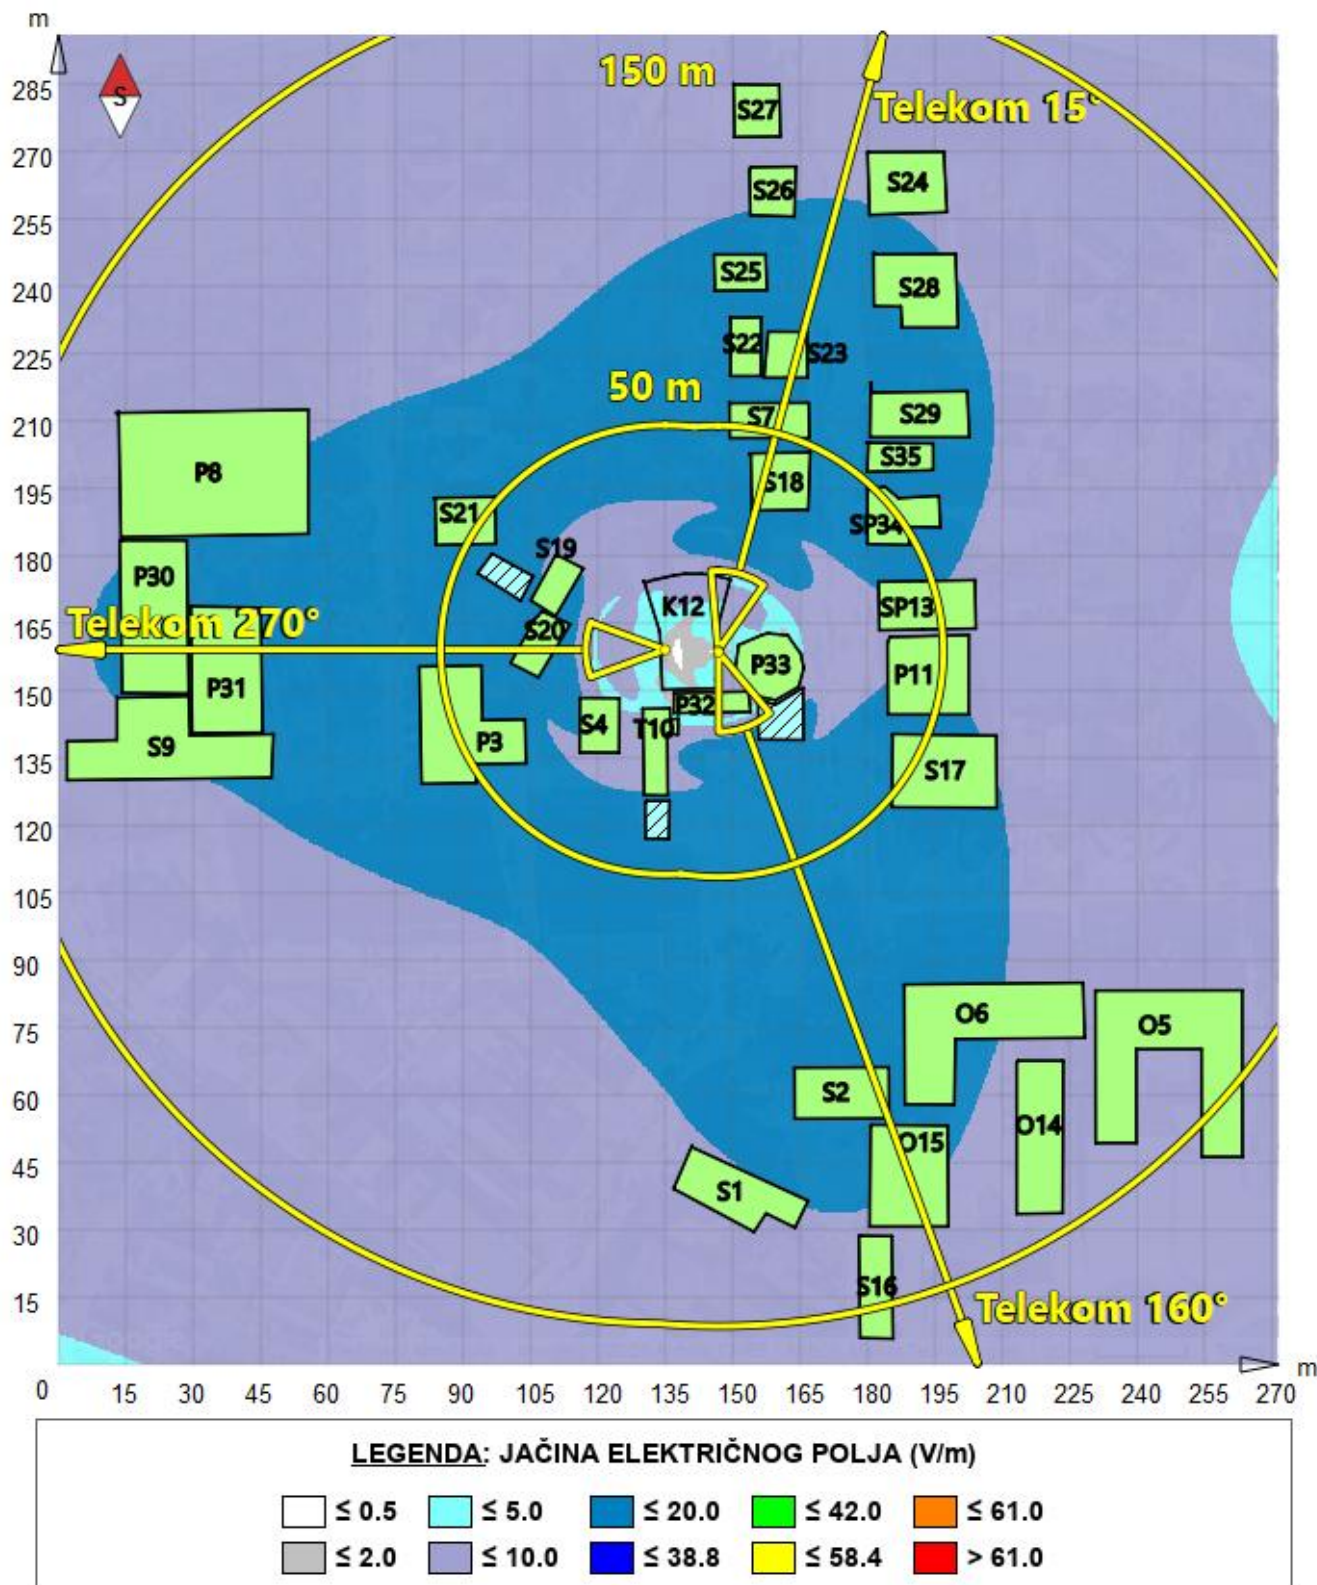 m
285
270
255
240
225
210
195
180
165
150
135
120
105
90
75
60
45
30
15
0 15 30 45 60 75 90 105 120 135 150 165 180 195 210 225 240 255 270
m
S
150 m
50 m
Telekom 15°
Telekom 270°
Telekom 160°
S27
S26
S24
S25
S28
S22
S23
S7
S29
S35
S18
P8
S21
SP34
S19
P30
K12
SP13
S20
P33
P11
P31
P32
S4
T10
S9
P3
S17
O6
O5
S2
O14
O15
S1
S16
LEGENDA: JAČINA ELEKTRIČNOG POLJA (V/m)
≤ 0.5 ≤ 5.0 ≤ 20.0 ≤ 42.0 ≤ 61.0
≤ 2.0 ≤ 10.0 ≤ 38.8 ≤ 58.4 > 61.0